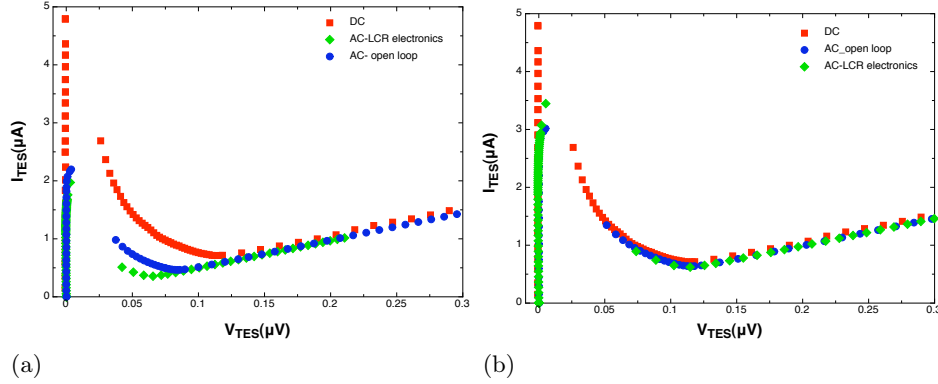 5
4
3
2
1
0
I_TES(µA)
DC
AC-LCR electronics
AC- open loop
0 0.05 0.1 0.15 0.2 0.25 0.3
V_TES(µV)
(a)
5
4
3
2
1
0
I_TES(µA)
DC
AC_open loop
AC-LCR electronics
0 0.05 0.1 0.15 0.2 0.25 0.3
V_TES(µV)
(b)